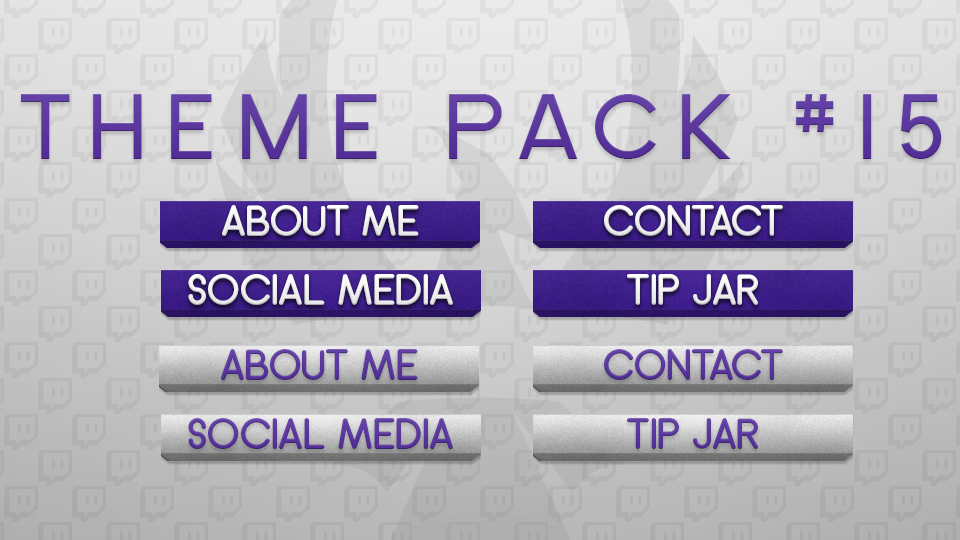 THEME PACK #15
ABOUT ME CONTACT
SOCIAL MEDIA TIP JAR
ABOUT ME CONTACT
SOCIAL MEDIA TIP JAR